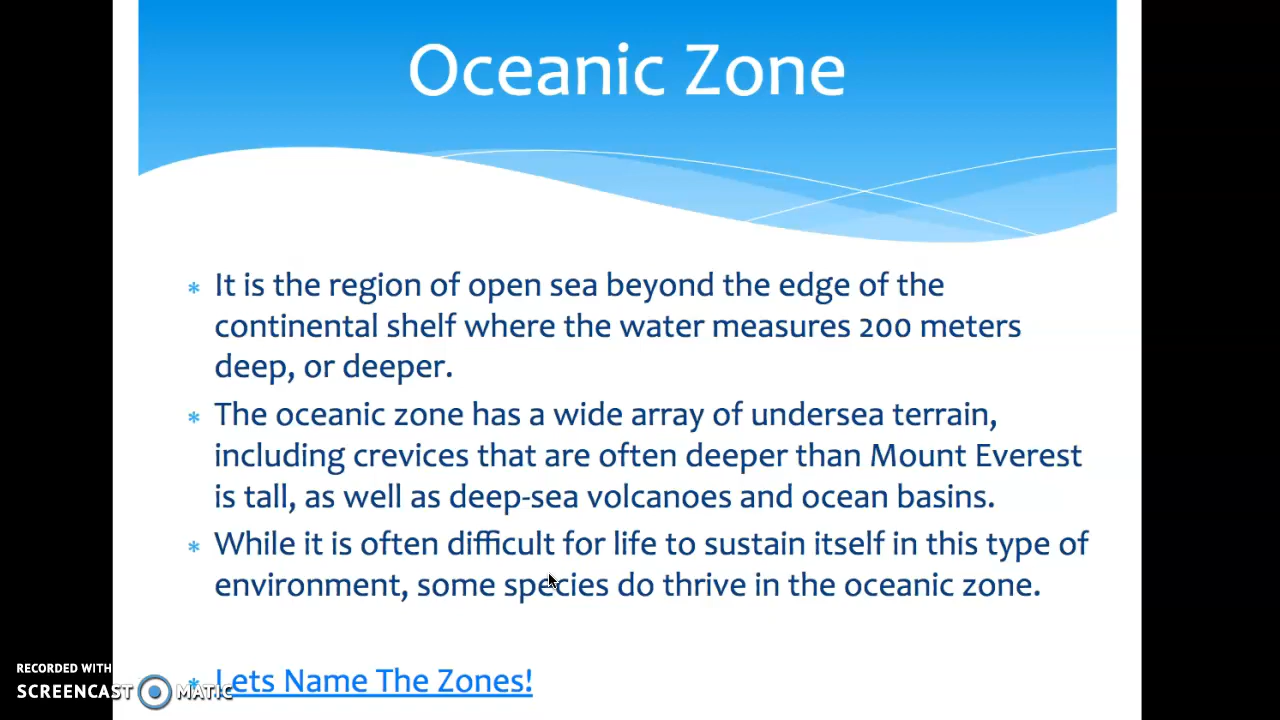 Oceanic Zone
* It is the region of open sea beyond the edge of the
continental shelf where the water measures 200 meters
deep, or deeper.
* The oceanic zone has a wide array of undersea terrain,
including crevices that are often deeper than Mount Everest
is tall, as well as deep-sea volcanoes and ocean basins.
* While it is often difficult for life to sustain itself in this type of
environment, some species do thrive in the oceanic zone.
* Lets Name The Zones!
RECORDED WITH
SCREENCAST MATIC